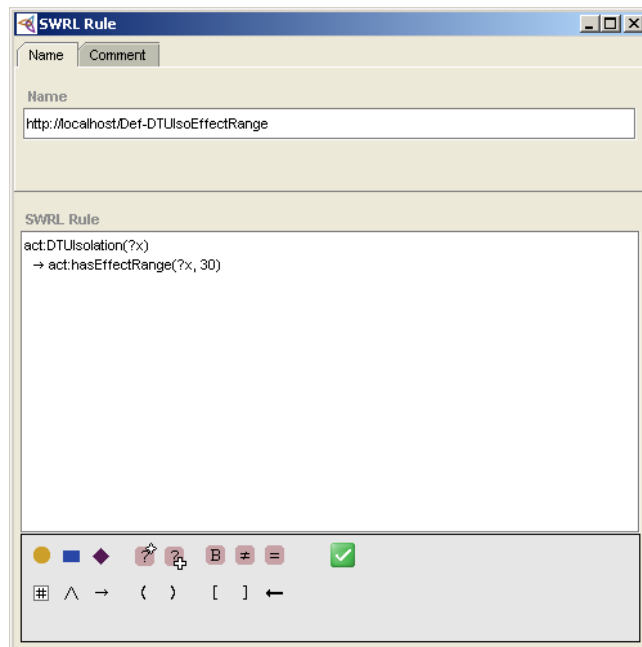 SWRL Rule
Name Comment
Name
http://localhost/Def-DTUIsoEffectRange
SWRL Rule
act:DTUIsolation(?x)
→ act:hasEffectRange(?x, 30)
? ? B ≠ =
# ∧ → ( ) [ ] ←